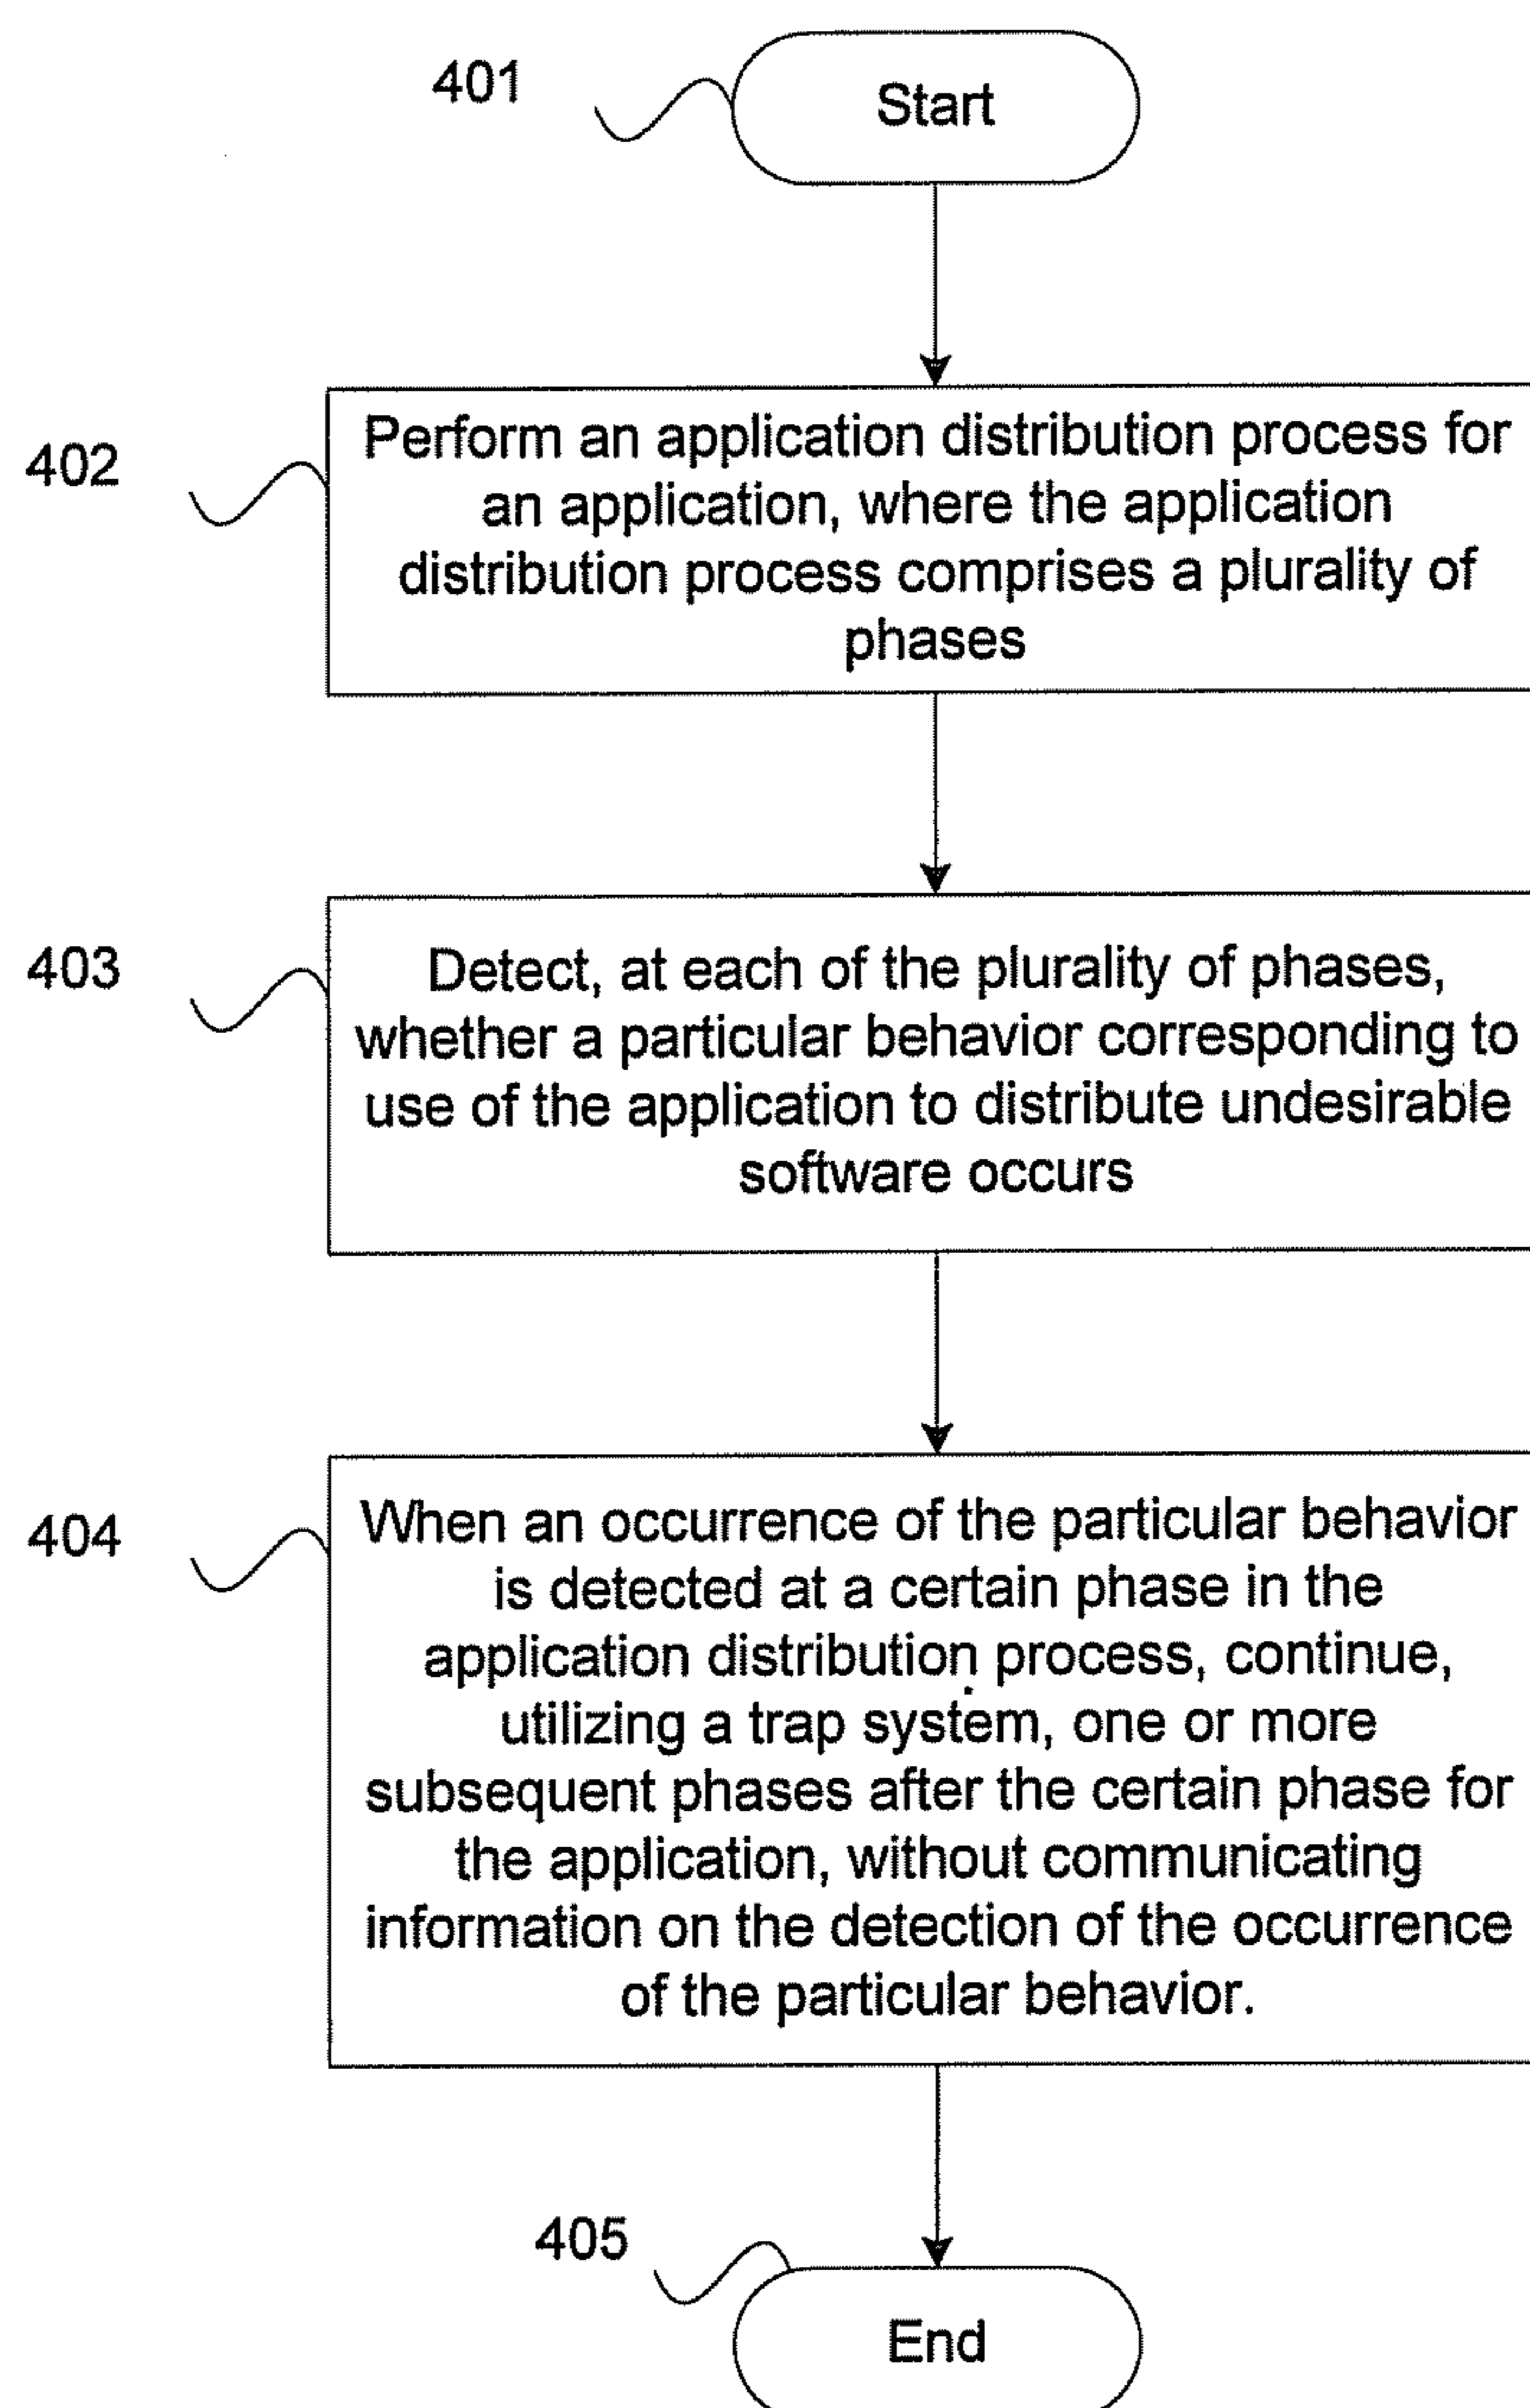 401
Start
402
Perform an application distribution process for
an application, where the application
distribution process comprises a plurality of
phases
403
Detect, at each of the plurality of phases,
whether a particular behavior corresponding to
use of the application to distribute undesirable
software occurs
404
When an occurrence of the particular behavior
is detected at a certain phase in the
application distribution process, continue,
utilizing a trap system, one or more
subsequent phases after the certain phase for
the application, without communicating
information on the detection of the occurrence
of the particular behavior.
405
End